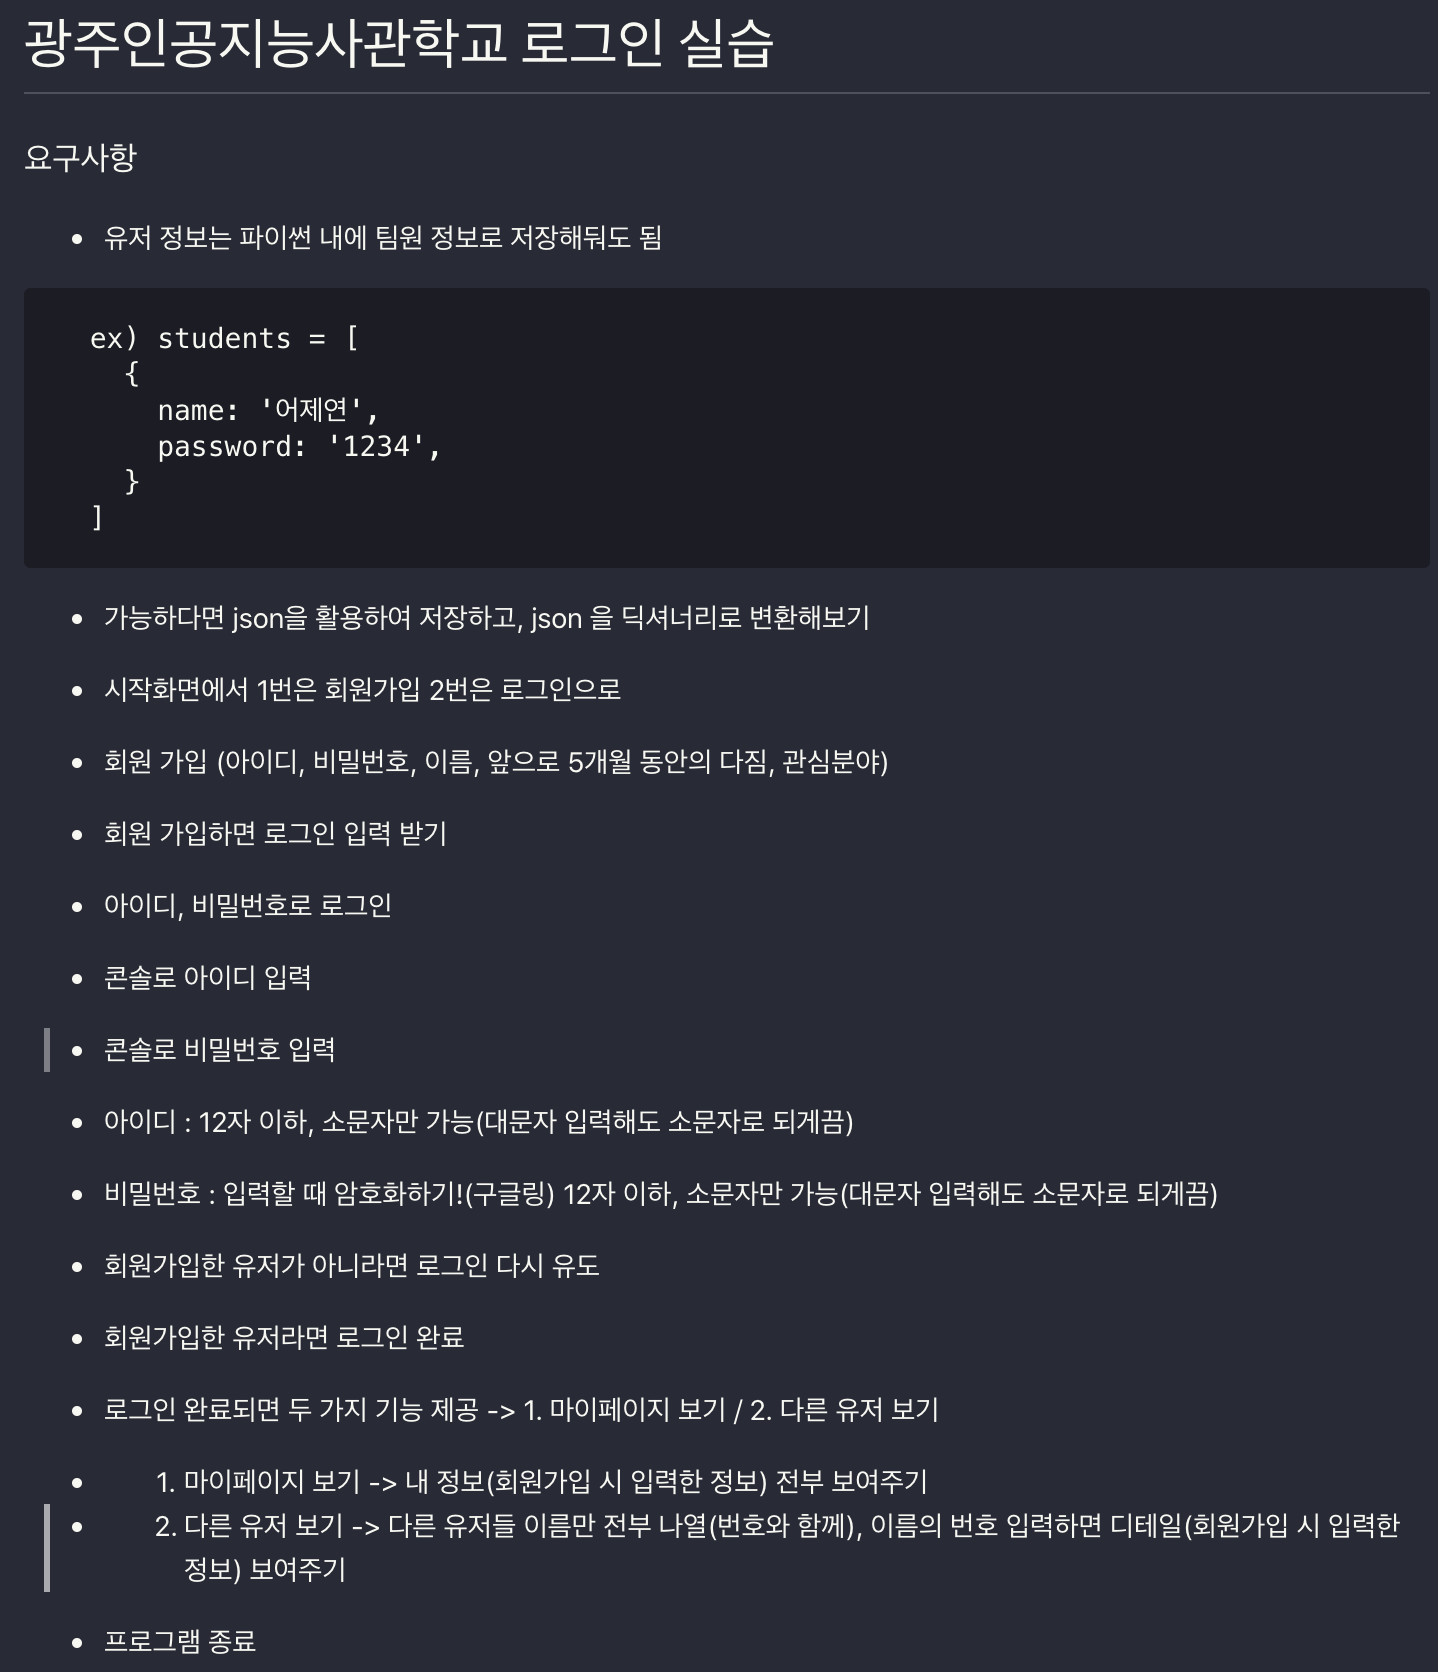 광주인공지능사관학교 로그인 실습
요구사항
• 유저 정보는 파이썬 내에 팀원 정보로 저장해둬도 됨
ex) students = [
{
name: '어제연',
password: '1234',
}
]
• 가능하다면 json을 활용하여 저장하고, json 을 딕셔너리로 변환해보기
• 시작화면에서 1번은 회원가입 2번은 로그인으로
• 회원 가입 (아이디, 비밀번호, 이름, 앞으로 5개월 동안의 다짐, 관심분야)
• 회원 가입하면 로그인 입력 받기
• 아이디, 비밀번호로 로그인
• 콘솔로 아이디 입력
• 콘솔로 비밀번호 입력
• 아이디 : 12자 이하, 소문자만 가능(대문자 입력해도 소문자로 되게끔)
• 비밀번호 : 입력할 때 암호화하기!(구글링) 12자 이하, 소문자만 가능(대문자 입력해도 소문자로 되게끔)
• 회원가입한 유저가 아니라면 로그인 다시 유도
• 회원가입한 유저라면 로그인 완료
• 로그인 완료되면 두 가지 기능 제공 -> 1. 마이페이지 보기 / 2. 다른 유저 보기
• 1. 마이페이지 보기 -> 내 정보(회원가입 시 입력한 정보) 전부 보여주기
• 2. 다른 유저 보기 -> 다른 유저들 이름만 전부 나열(번호와 함께), 이름의 번호 입력하면 디테일(회원가입 시 입력한
정보) 보여주기
• 프로그램 종료